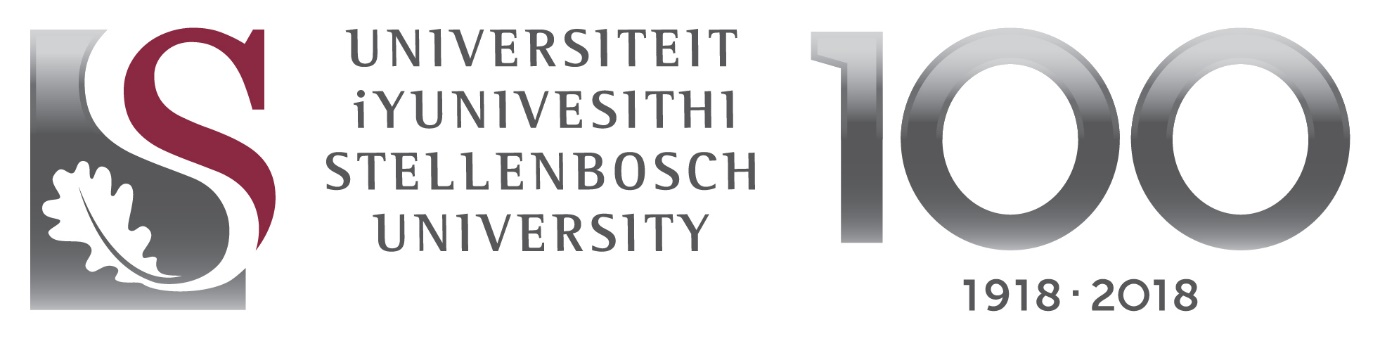 S
UNIVERSITEIT
iYUNIVESITHI
STELLENBOSCH
UNIVERSITY
100
1918 · 2018